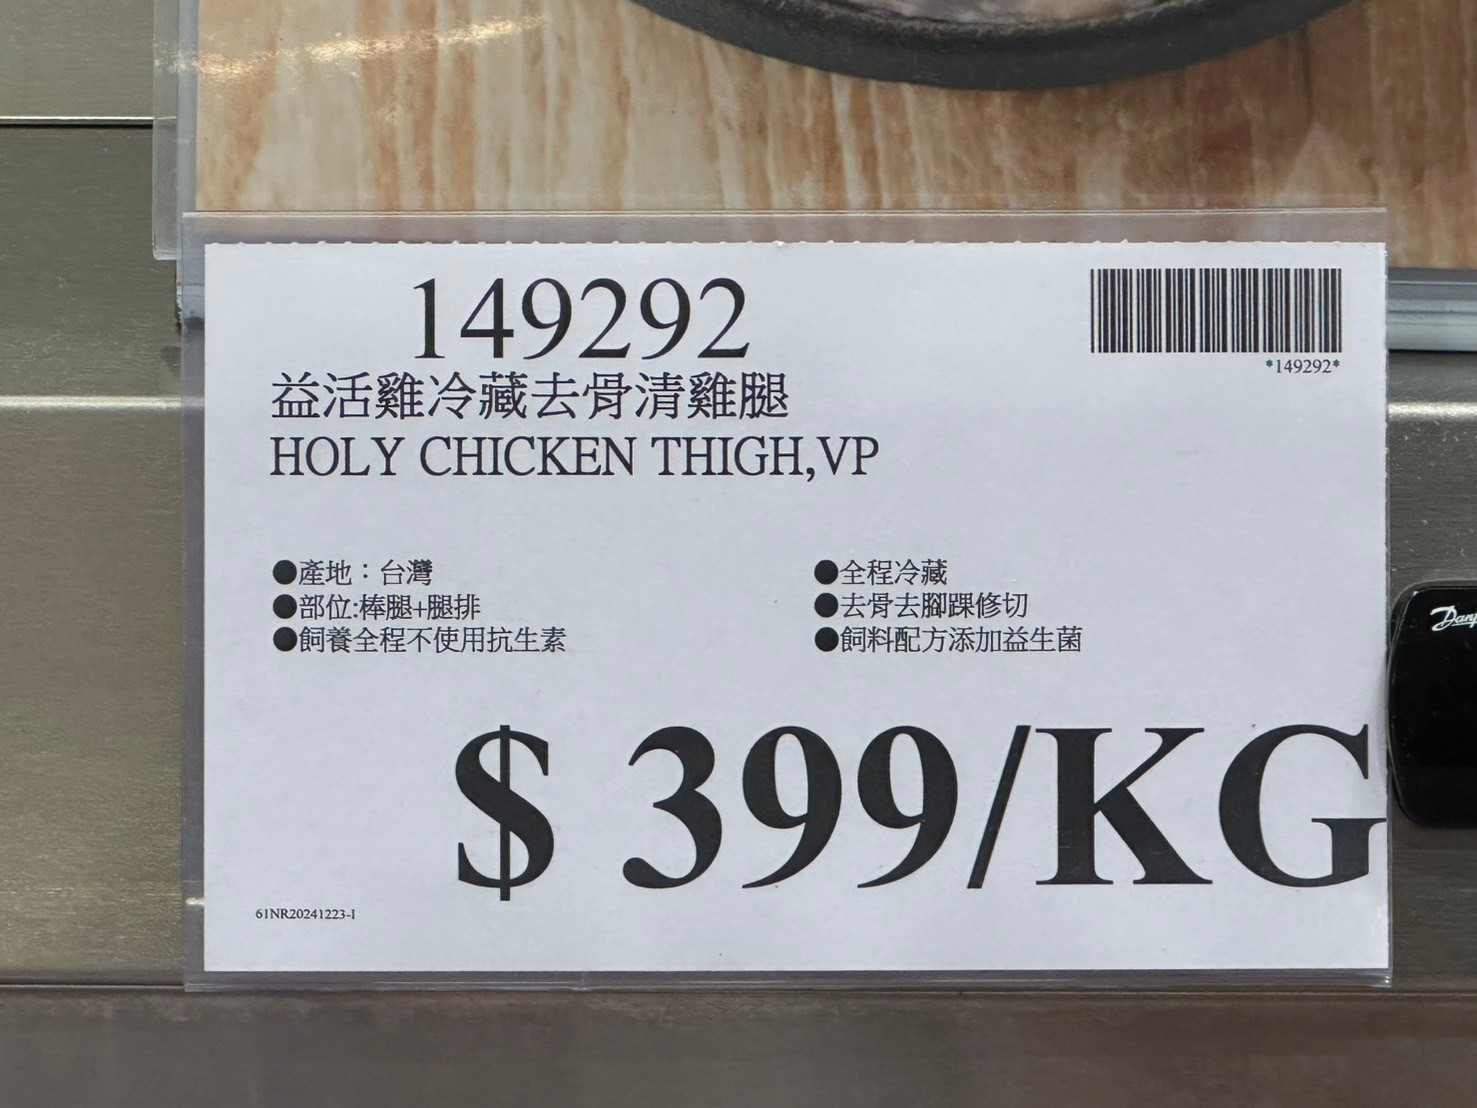 149292
*149292*
益活雞冷藏去骨清雞腿
HOLY CHICKEN THIGH,VP
●產地：台灣
●部位:棒腿+腿排
●飼養全程不使用抗生素
●全程冷藏
●去骨去腳踝修切
●飼料配方添加益生菌
$ 399/KG
61NR20241223-I